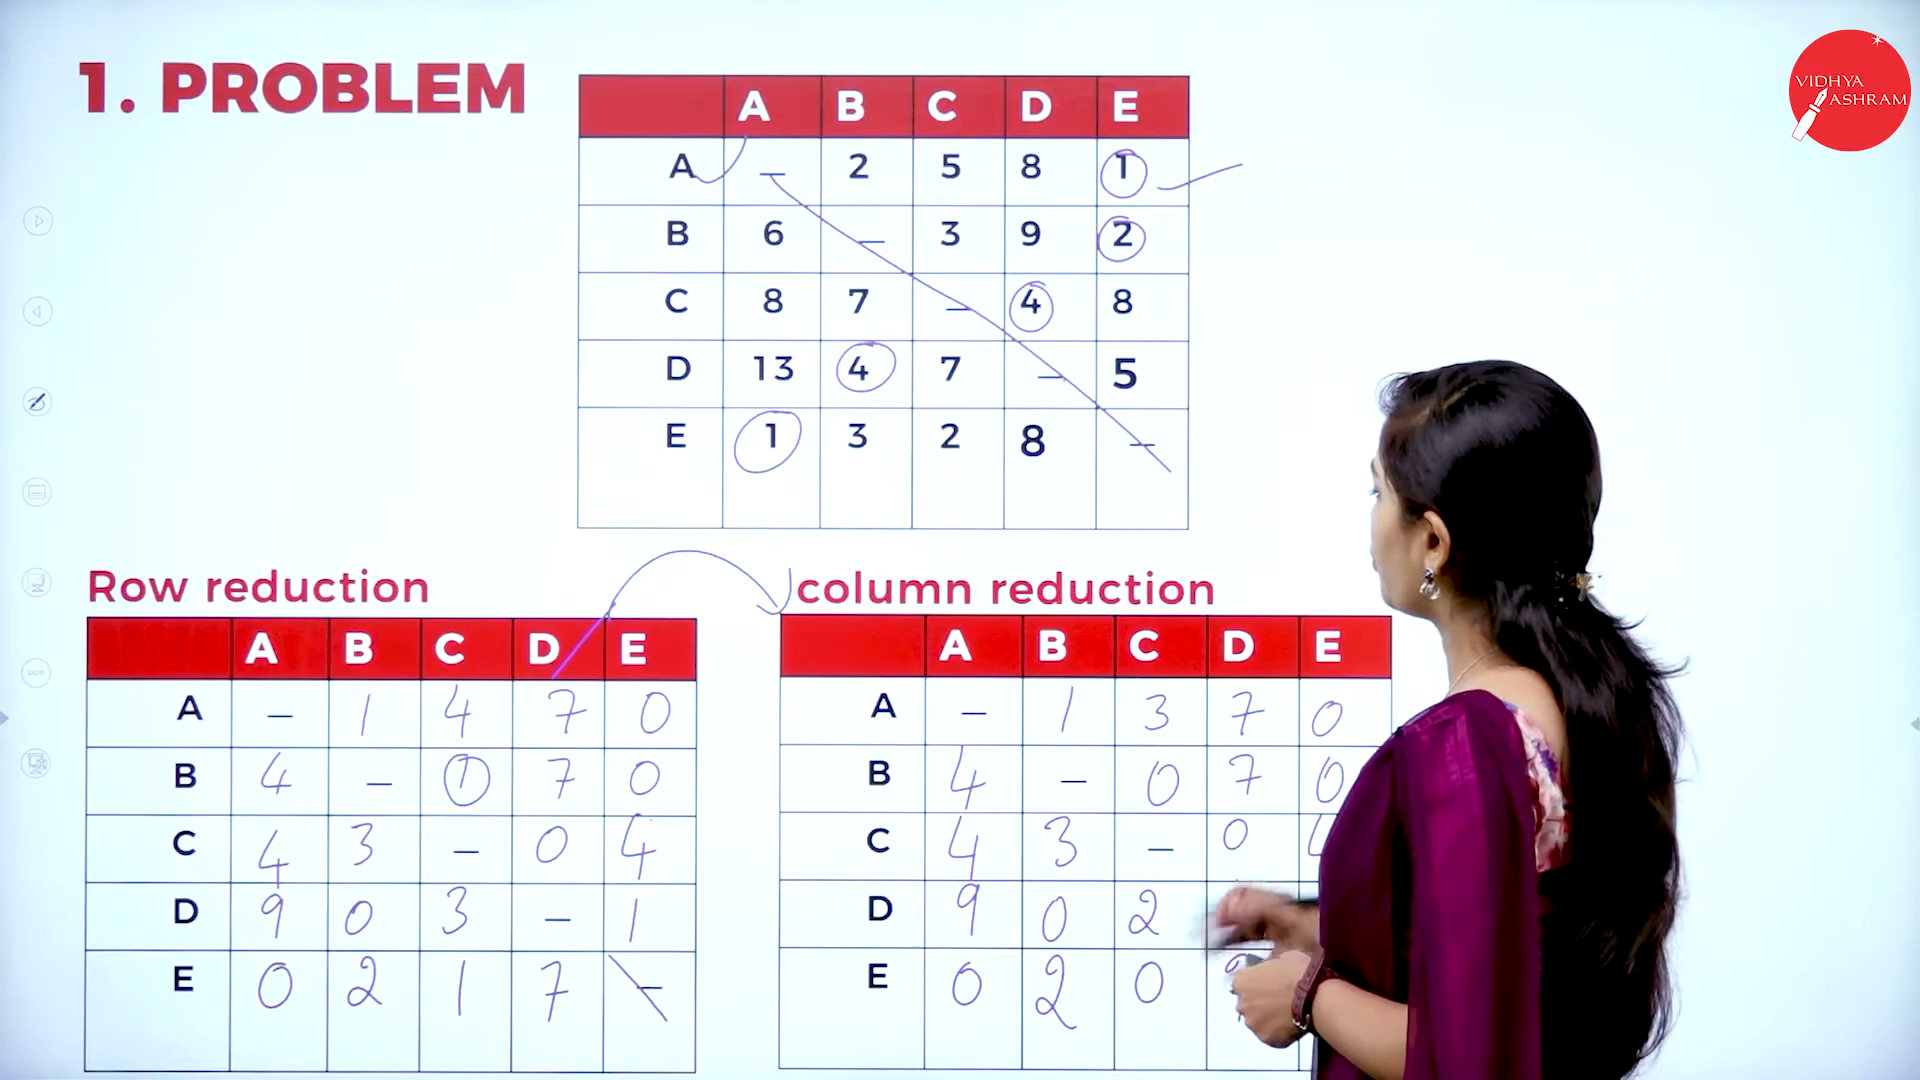 1. PROBLEM
VIDHYA
ASHRAM
A B C D E
A — 2 5 8 1
B 6 — 3 9 2
C 8 7 — 4 8
D 13 4 7 — 5
E 1 3 2 8 —
Row reduction
A B C D E
A — 1 4 7 0
B 4 — 1 7 0
C 4 3 — 0 4
D 9 0 3 — 1
E 0 2 1 7 —
column reduction
A B C D E
A — 1 3 7 0
B 4 — 0 7 0
C 4 3 — 0
D 9 0 2
E 0 2 0